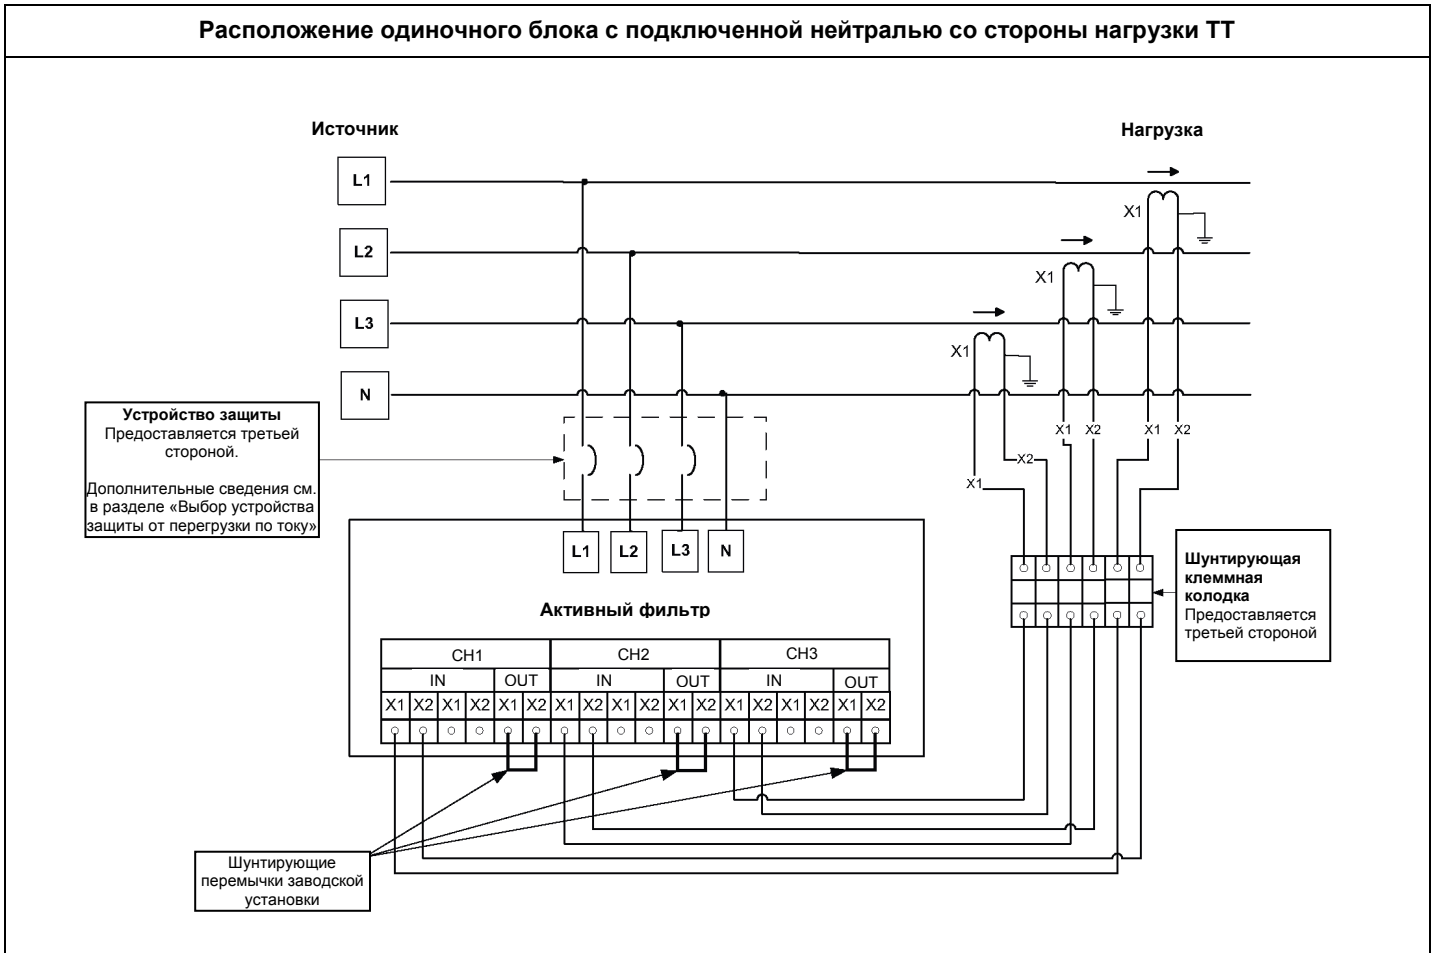 Расположение одиночного блока с подключенной нейтралью со стороны нагрузки ТТ
Источник
Нагрузка
L1
X1
L2
X1
L3
X1
N
Устройство защиты
Предоставляется третьей
стороной.
Дополнительные сведения см.
в разделе «Выбор устройства
защиты от перегрузки по току»
X1 X2 X1 X2
X2
X1
L1 L2 L3 N
Шунтирующая
клеммная
колодка
Предоставляется
третьей стороной
Активный фильтр
CH1 CH2 CH3
IN OUT IN OUT IN OUT
X1 X2 X1 X2 X1 X2 X1 X2 X1 X2 X1 X2 X1 X2 X1 X2 X1 X2
Шунтирующие
перемычки заводской
установки